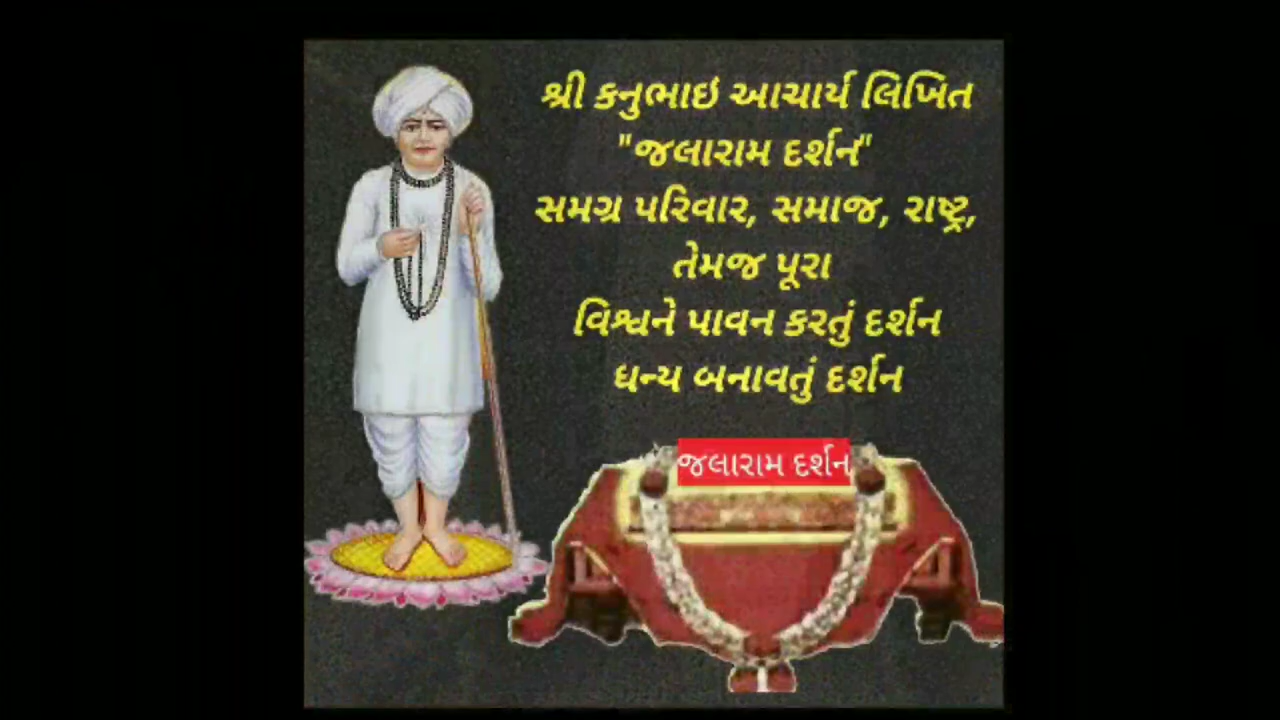 શ્રી કનુભાઇ આચાર્ય લિખિત
"જલારામ દર્શન"
સમગ્ર પરિવાર, સમાજ, રાષ્ટ્ર,
તેમજ પૂરા
વિશ્વને પાવન કરતું દર્શન
ધન્ય બનાવતું દર્શન
જલારામ દર્શન